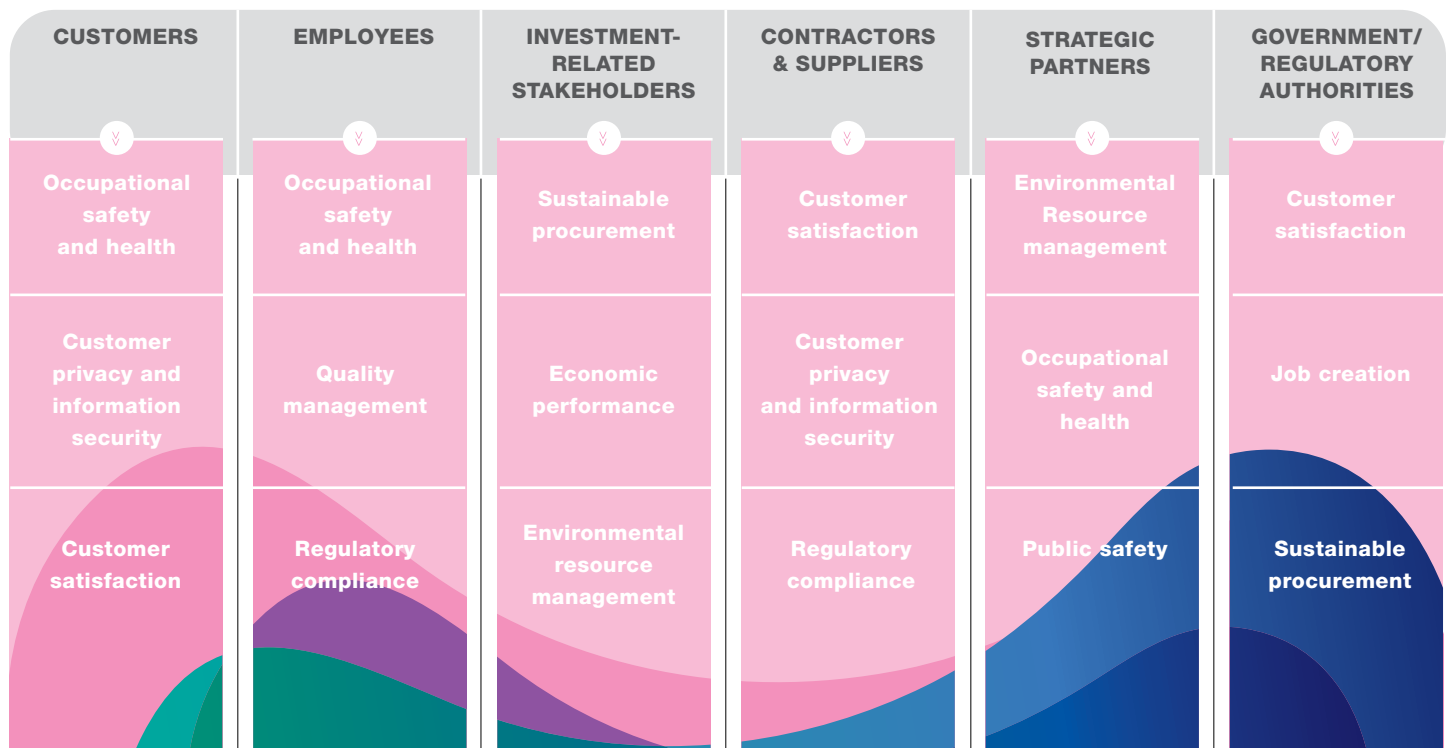 CUSTOMERS
EMPLOYEES
INVESTMENT-
RELATED
STAKEHOLDERS
CONTRACTORS
& SUPPLIERS
STRATEGIC
PARTNERS
GOVERNMENT/
REGULATORY
AUTHORITIES
Occupational
safety
and health
Occupational
safety
and health
Sustainable
procurement
Customer
satisfaction
Environmental
Resource
management
Customer
satisfaction
Customer
privacy and
information
security
Quality
management
Economic
performance
Customer
privacy
and information
security
Occupational
safety and
health
Job creation
Customer
satisfaction
Regulatory
compliance
Environmental
resource
management
Regulatory
compliance
Public safety
Sustainable
procurement